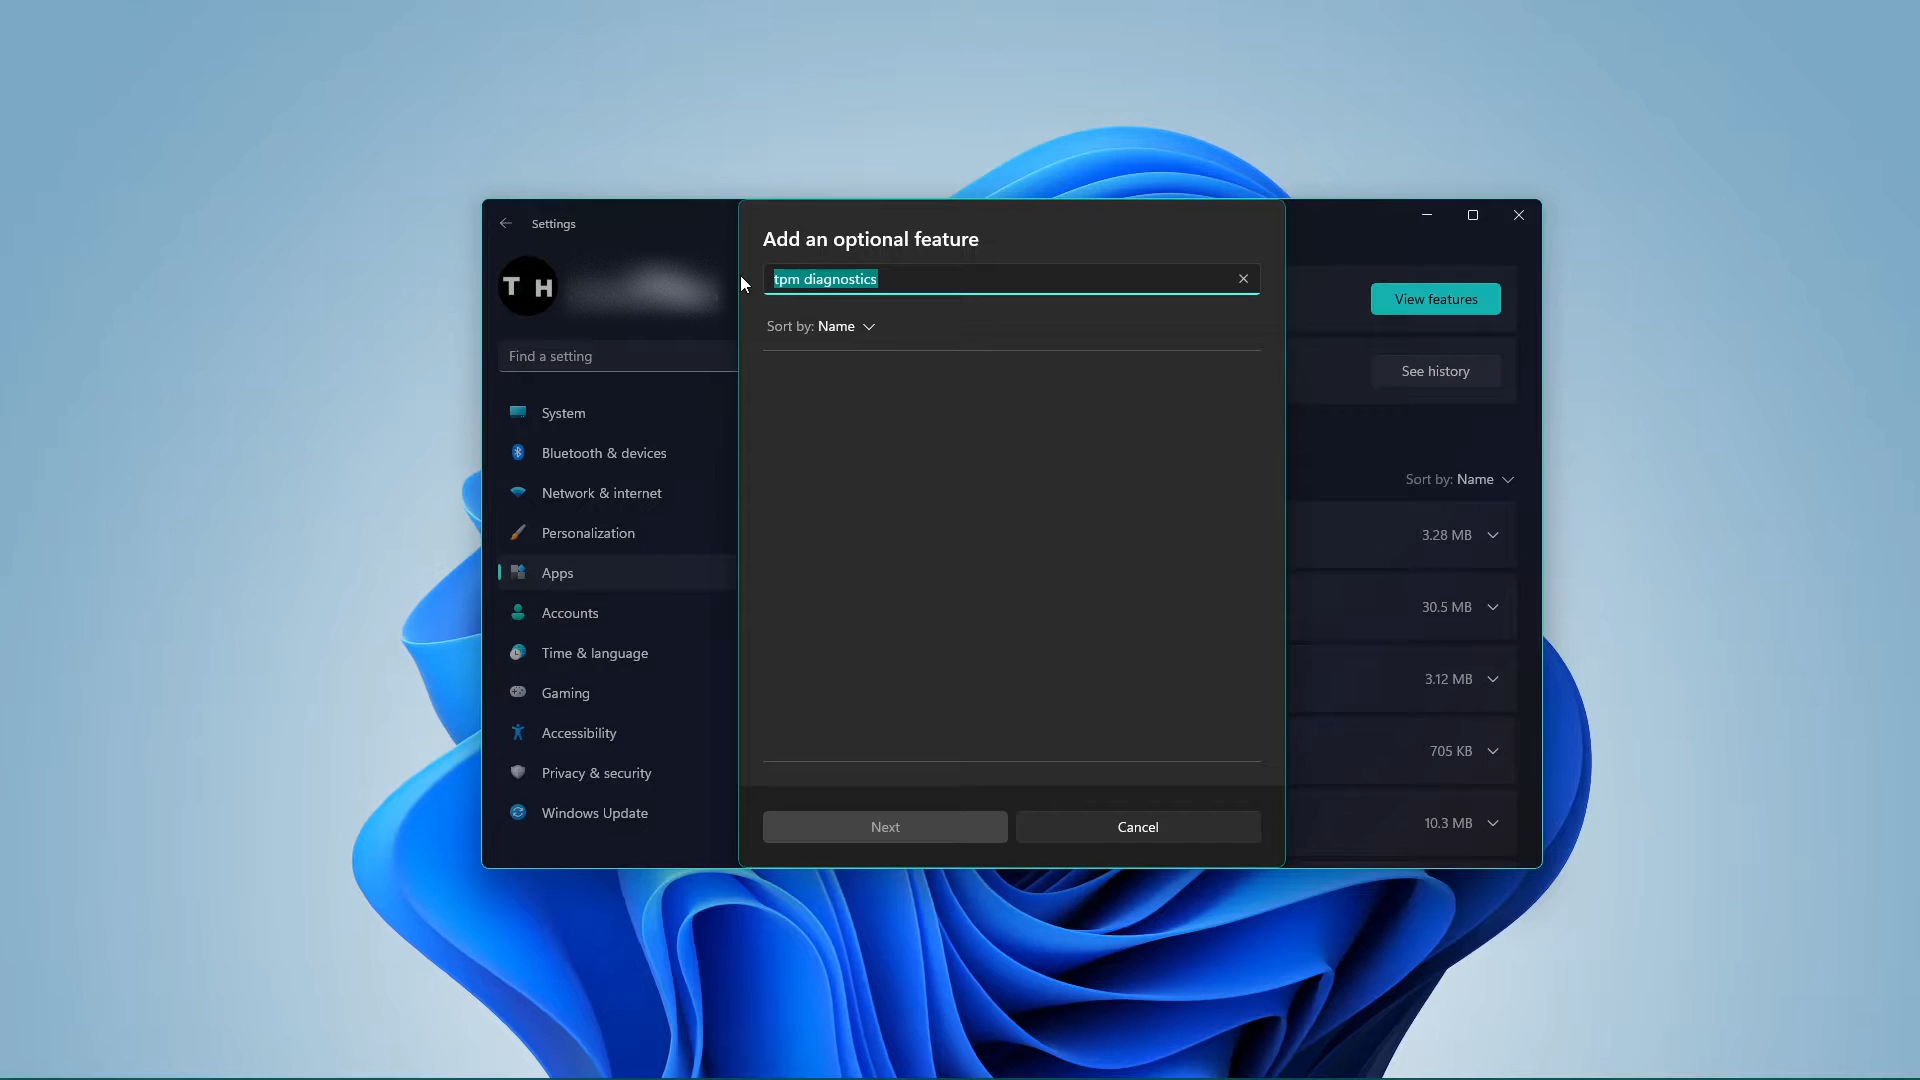 Settings
T H
Find a setting
System
Bluetooth & devices
Network & internet
Personalization
Apps
Accounts
Time & language
Gaming
Accessibility
Privacy & security
Windows Update
Add an optional feature
tpm diagnostics
Sort by: Name
Next
Cancel
View features
See history
Sort by: Name
3.28 MB
30.5 MB
3.12 MB
705 KB
10.3 MB